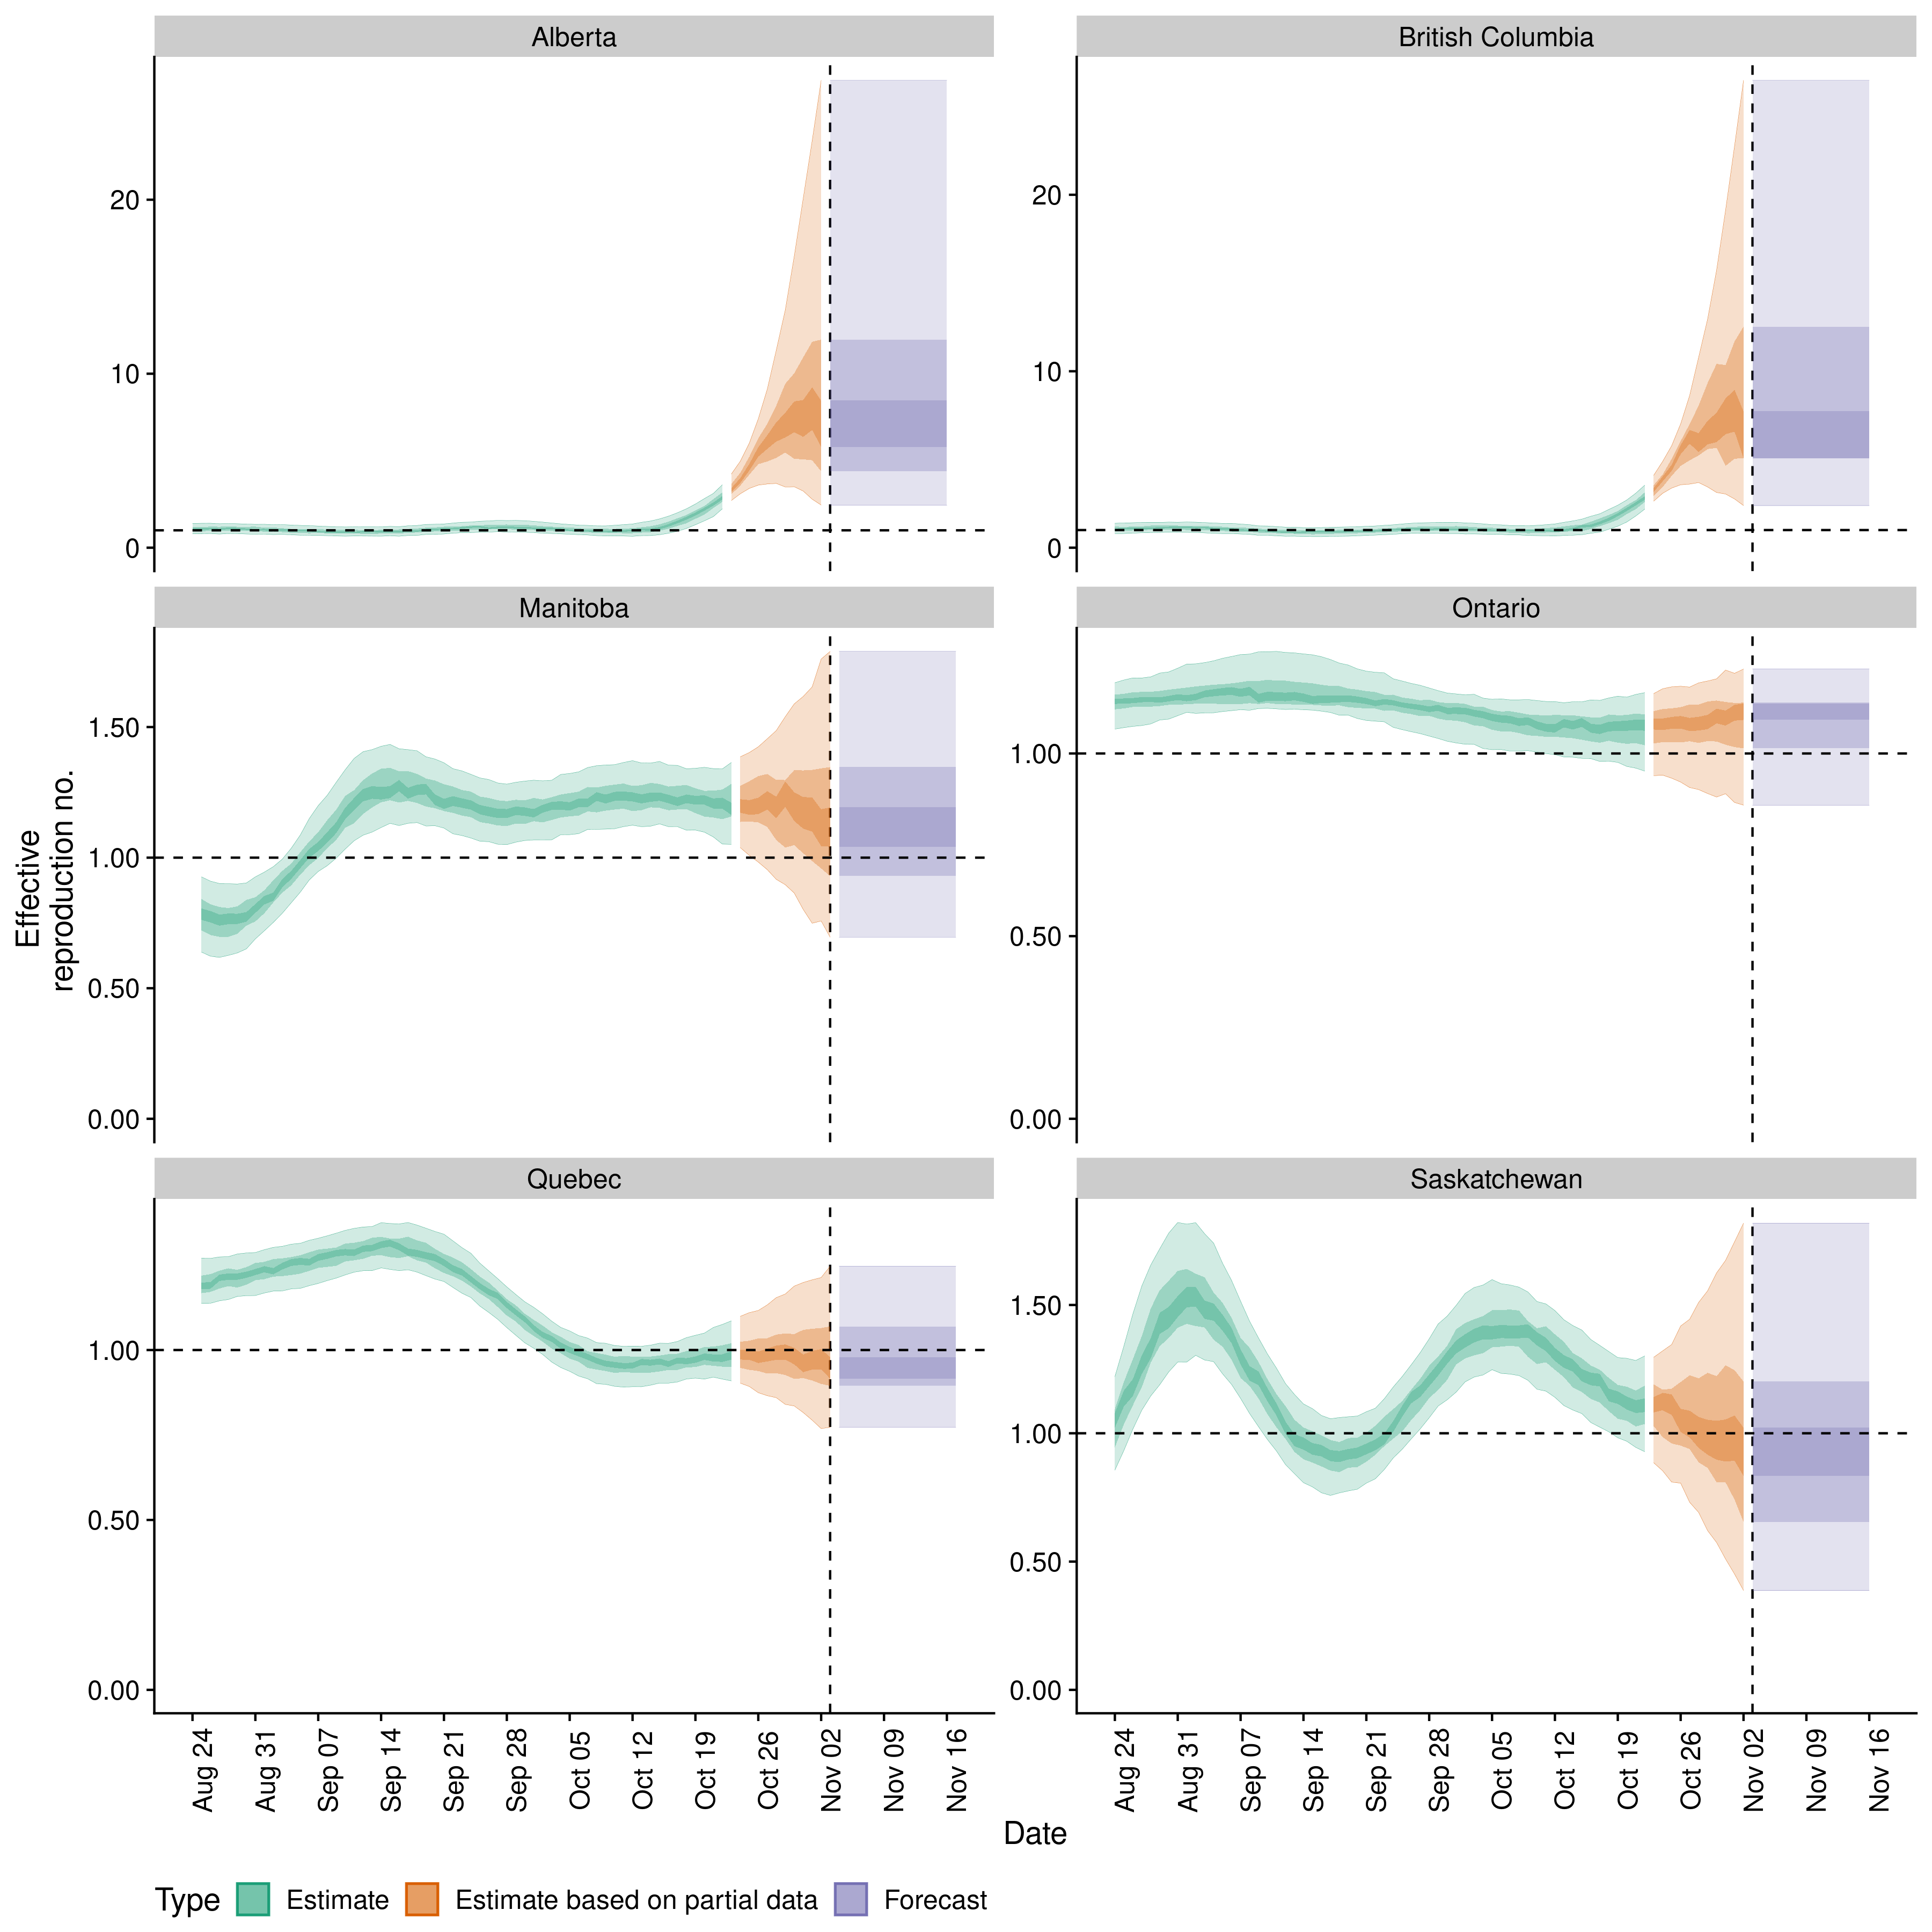 Alberta
British Columbia
20
10
0
20
10
0
Manitoba
Ontario
1.50
1.00
0.50
0.00
1.00
0.50
0.00
Effective
reproduction no.
Quebec
Saskatchewan
1.00
0.50
0.00
1.50
1.00
0.50
0.00
Aug 24
Aug 31
Sep 07
Sep 14
Sep 21
Sep 28
Oct 05
Oct 12
Oct 19
Oct 26
Nov 02
Nov 09
Nov 16
Aug 24
Aug 31
Sep 07
Sep 14
Sep 21
Sep 28
Oct 05
Oct 12
Oct 19
Oct 26
Nov 02
Nov 09
Nov 16
Date
Type Estimate Estimate based on partial data Forecast